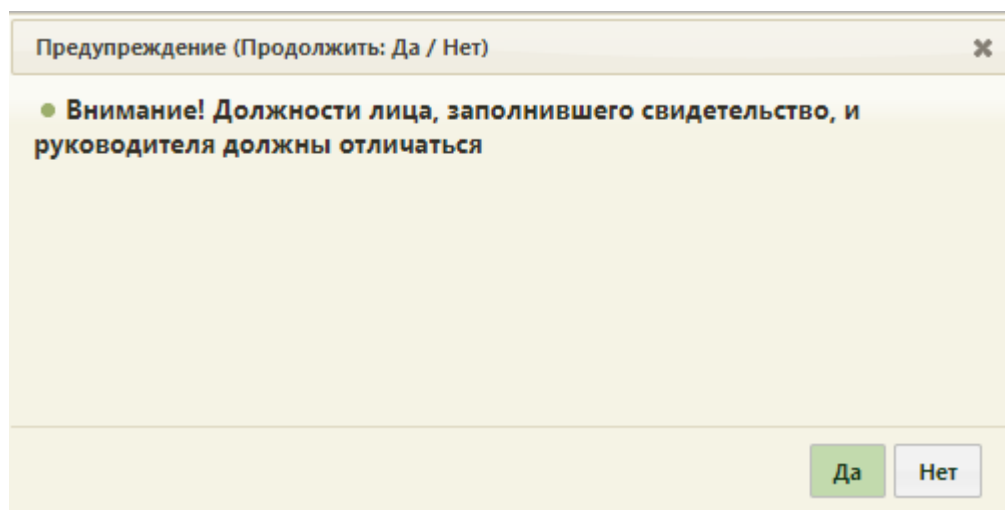 Предупреждение (Продолжить: Да / Нет)
Внимание! Должности лица, заполнившего свидетельство, и
руководителя должны отличаться
Да
Нет